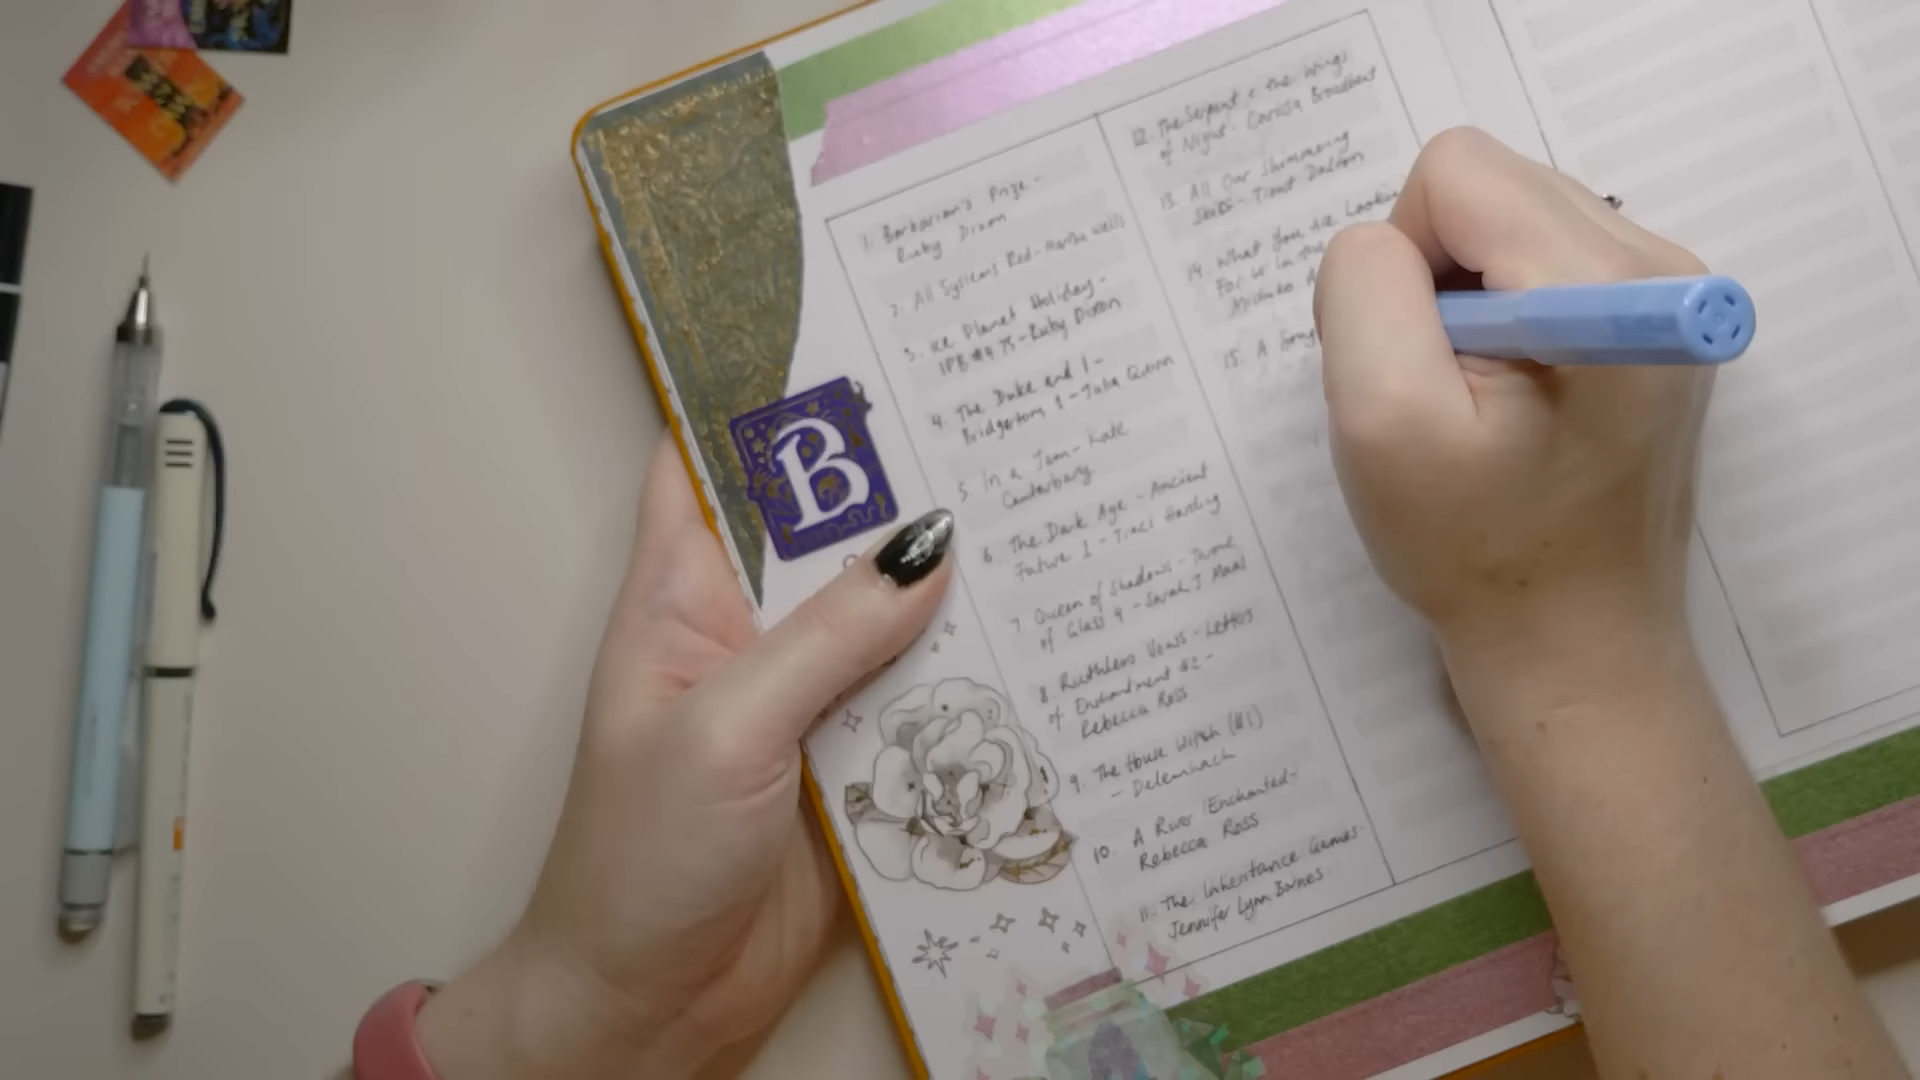 B
1. Barbarian's Prize -
Ruby Dixon
2. All Systems Red - Martha Wells
3. Ice Planet Holiday -
IPB #4.75 - Ruby Dixon
4. The Duke and I -
Bridgertons 1 - Julia Quinn
5. In a Jam - Kate
Canterbary
6. The Dark Age - Ancient
Future 1 - Traci Harding
7 Queen of Shadows - Throne
of Glass 4 - Sarah J Maas
8. Ruthless Vows - Letters
of Enchantment #2 -
Rebecca Ross
9. The House Witch (#1)
- Delemhach
10. A River Enchanted -
Rebecca Ross
11. The Inheritance Games -
Jennifer Lynn Barnes
12. The Serpent & the Wings
of Night - Carissa Broadbent
13. All Our Shimmering
Skies - Trent Dalton
14. What You Are Looking
For is in the
Michiko A
15. A